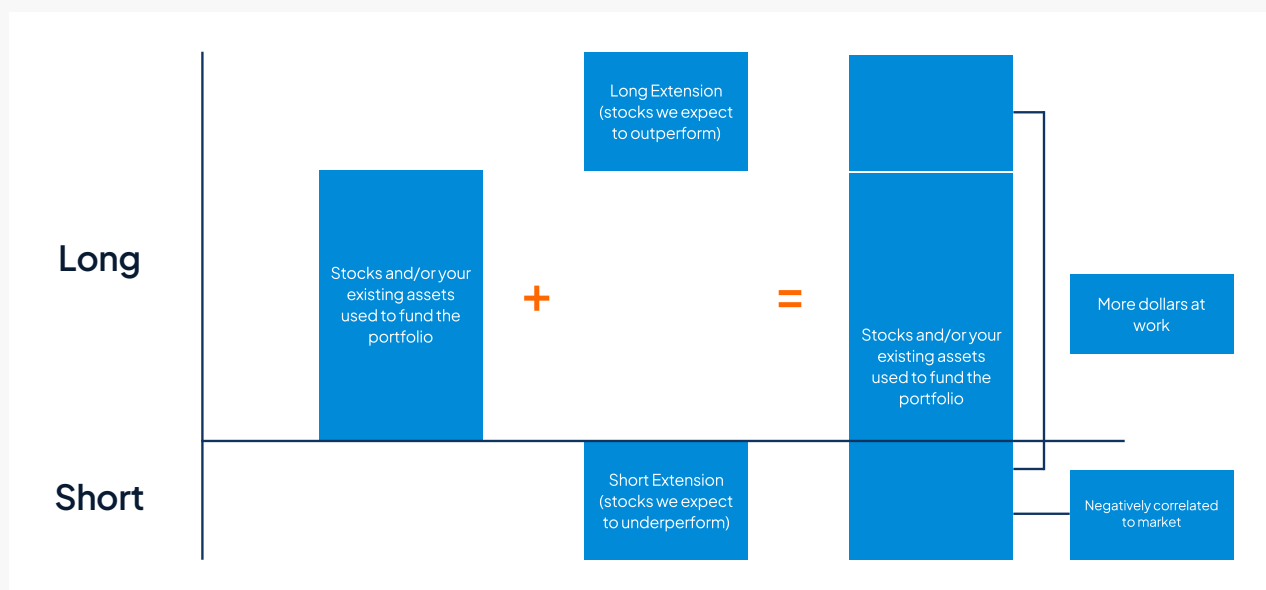 Long Extension
(stocks we expect
to outperform)
Long
Stocks and/or your
existing assets
used to fund the
portfolio
+
=
Stocks and/or your
existing assets
used to fund the
portfolio
More dollars at
work
Short
Short Extension
(stocks we expect
to underperform)
Negatively correlated
to market